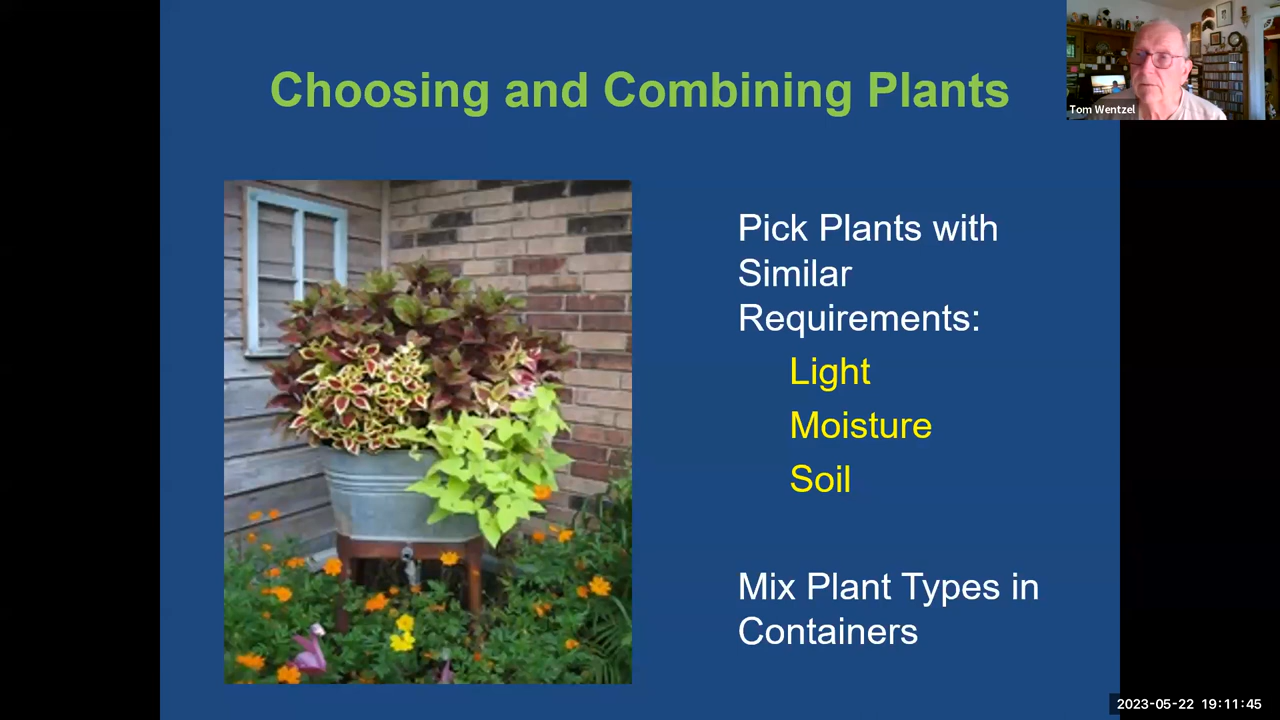 Choosing and Combining Plants
Tom Wentzel
Pick Plants with
Similar
Requirements:
Light
Moisture
Soil
Mix Plant Types in
Containers
2023-05-22 19:11:45